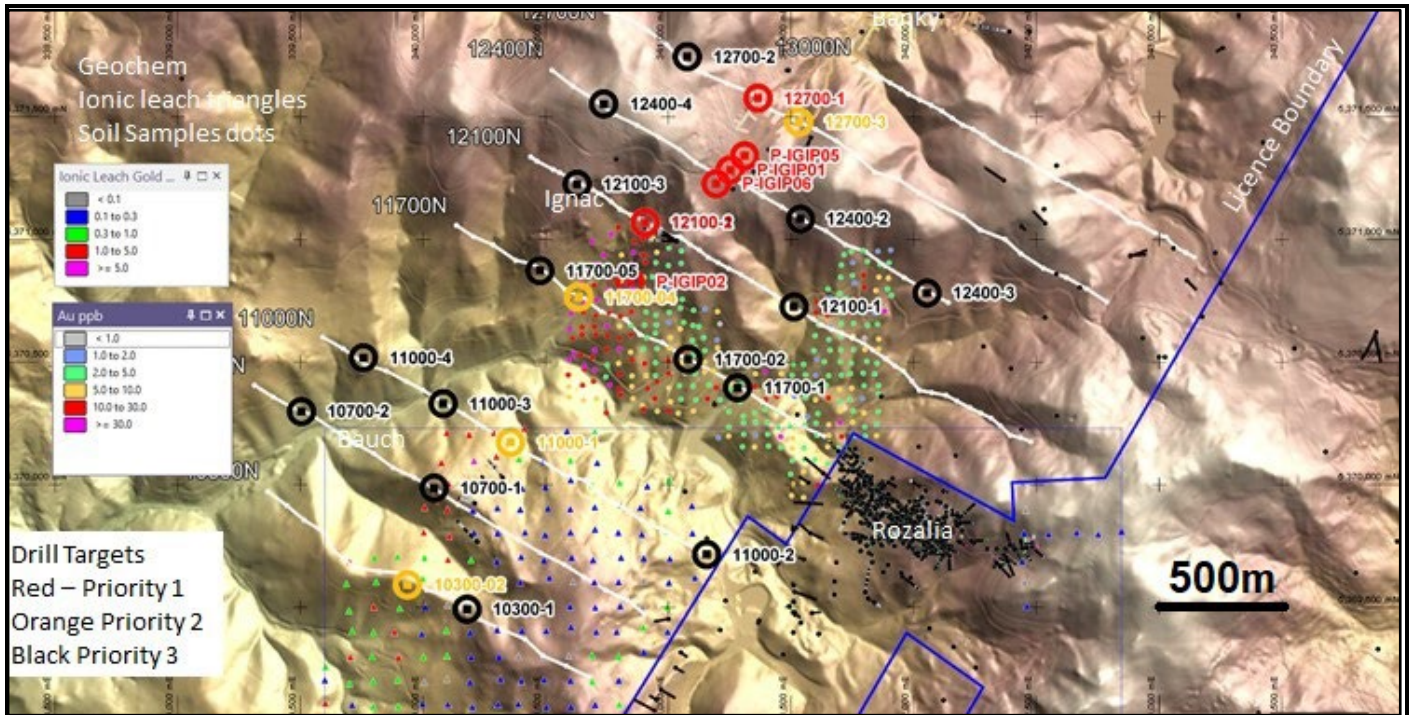 12700N
Banky
13000N
12400N
12700-2
Geochem
Ionic leach triangles
Soil Samples dots
12700-1
12400-4
12700-3
12100N
P-IGIP05
P-IGIP01
P-IGIP06
Licence Boundary
Ionic Leach Gold ...
< 0.1
0.1 to 0.3
0.3 to 1.0
1.0 to 5.0
>= 5.0
12100-3
Ignac
11700N
12100-2
12400-2
11700-05
P-IGIP02
11700-04
12400-3
12100-1
Au ppb
< 1.0
1.0 to 2.0
2.0 to 5.0
5.0 to 10.0
10.0 to 30.0
>= 30.0
11000N
11000-4
11700-02
11700-1
10700-2
11000-3
Bauch
11000-1
10700-1
Rozalia
11000-2
10300-02
10300-1
500m
Drill Targets
Red – Priority 1
Orange Priority 2
Black Priority 3